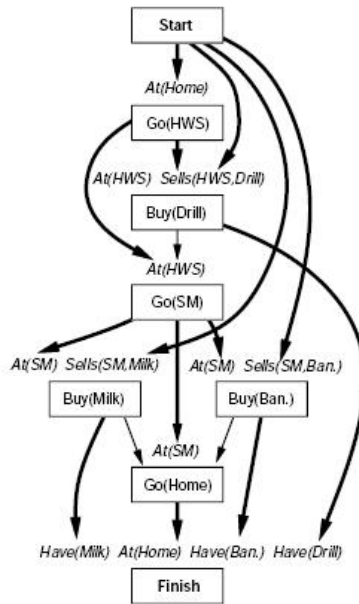 Start
At(Home)
Go(HWS)
At(HWS) Sells(HWS,Drill)
Buy(Drill)
At(HWS)
Go(SM)
At(SM) Sells(SM,Milk) At(SM) Sells(SM,Ban.)
Buy(Milk) Buy(Ban.)
At(SM)
Go(Home)
Have(Milk) At(Home) Have(Ban.) Have(Drill)
Finish